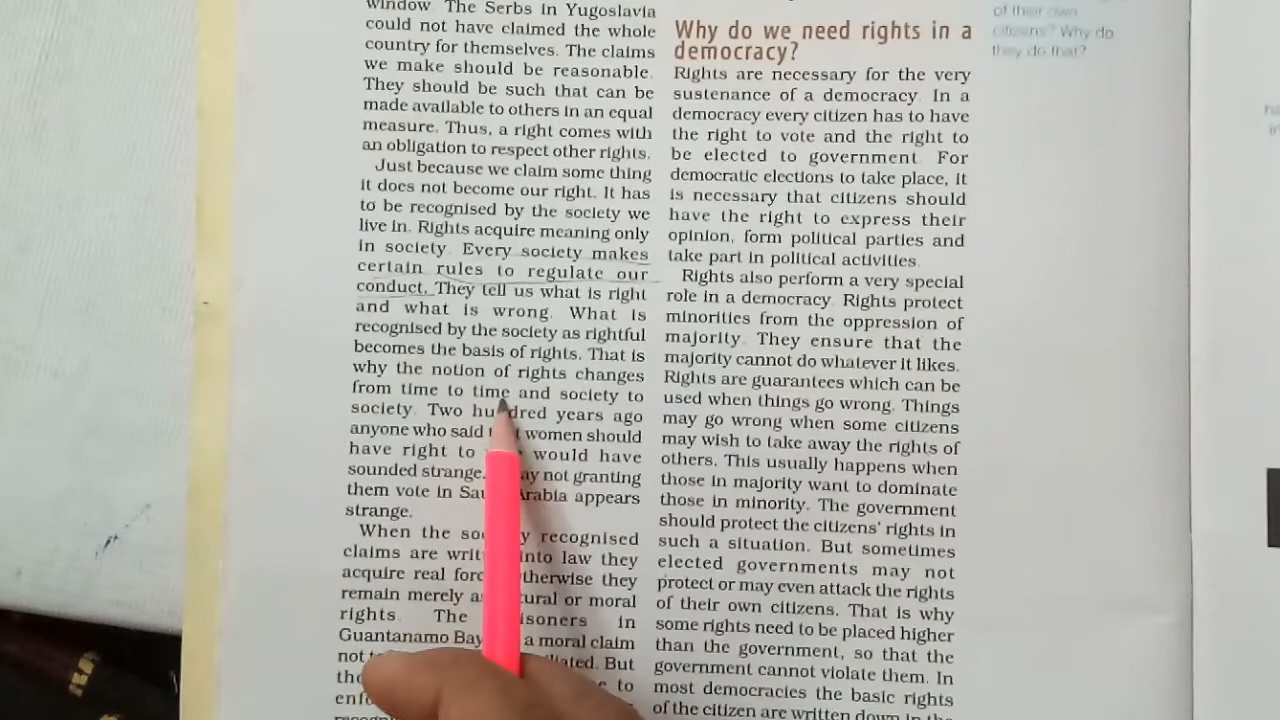 window. The Serbs in Yugoslavia
could not have claimed the whole
country for themselves. The claims
we make should be reasonable.
They should be such that can be
made available to others in an equal
measure. Thus, a right comes with
an obligation to respect other rights.
Just because we claim some thing
it does not become our right. It has
to be recognised by the society we
live in. Rights acquire meaning only
in society. Every society makes
certain rules to regulate our
conduct. They tell us what is right
and what is wrong. What is
recognised by the society as rightful
becomes the basis of rights. That is
why the notion of rights changes
from time to time and society to
society. Two hundred years ago
anyone who said women should
have right to would have
sounded strange. not granting
them vote in Arabia appears
strange.
When the recognised
claims are into law they
acquire real they
remain merely or moral
rights. The in
Guantanamo Bay a moral claim
not But
to
Why do we need rights in a
democracy?
Rights are necessary for the very
sustenance of a democracy. In a
democracy every citizen has to have
the right to vote and the right to
be elected to government. For
democratic elections to take place, it
is necessary that citizens should
have the right to express their
opinion, form political parties and
take part in political activities.
Rights also perform a very special
role in a democracy. Rights protect
minorities from the oppression of
majority. They ensure that the
majority cannot do whatever it likes.
Rights are guarantees which can be
used when things go wrong. Things
may go wrong when some citizens
may wish to take away the rights of
others. This usually happens when
those in majority want to dominate
those in minority. The government
should protect the citizens' rights in
such a situation. But sometimes
elected governments may not
protect or may even attack the rights
of their own citizens. That is why
some rights need to be placed higher
than the government, so that the
government cannot violate them. In
most democracies the basic rights
of the citizen are written down in the
of their own
citizens? Why do
they do that?